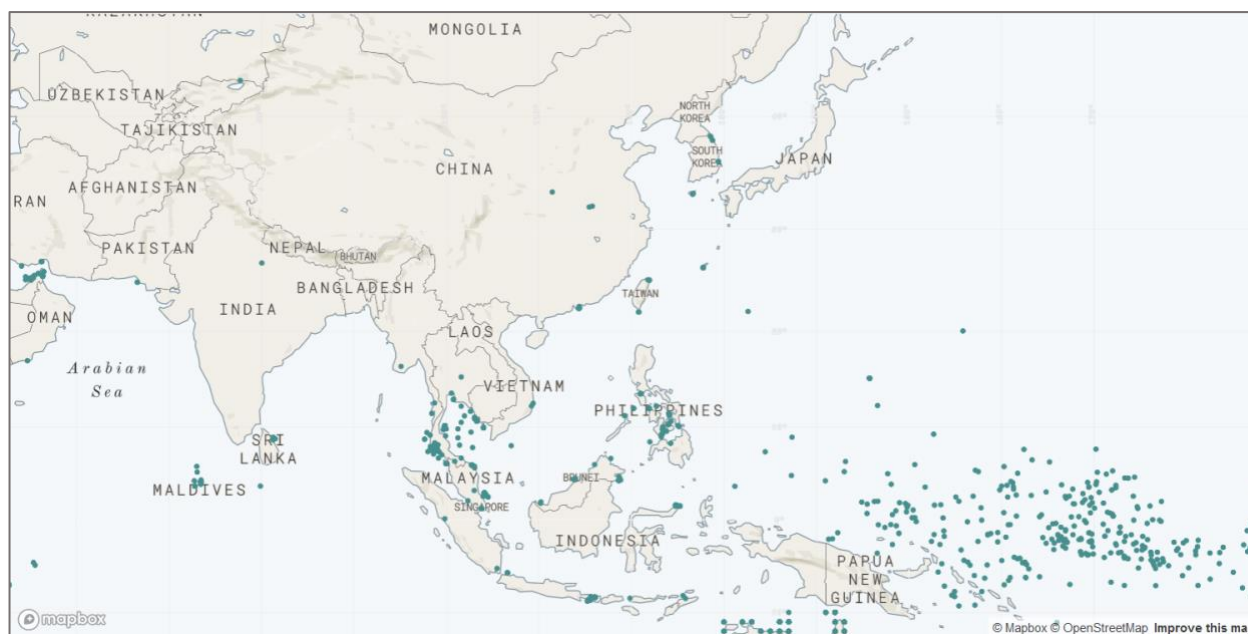 MONGOLIA
UZBEKISTAN
TAJIKISTAN
AFGHANISTAN
RAN
PAKISTAN
NEPAL
BHUTAN
BANGLADESH
INDIA
OMAN
Arabian
Sea
SRI
LANKA
MALDIVES
CHINA
NORTH
KOREA
SOUTH
KOREA
JAPAN
TAIWAN
LAOS
VIETNAM
PHILIPPINES
MALAYSIA
BRUNEI
SINGAPORE
INDONESIA
PAPUA
NEW
GUINEA
mapbox
© Mapbox © OpenStreetMap Improve this ma